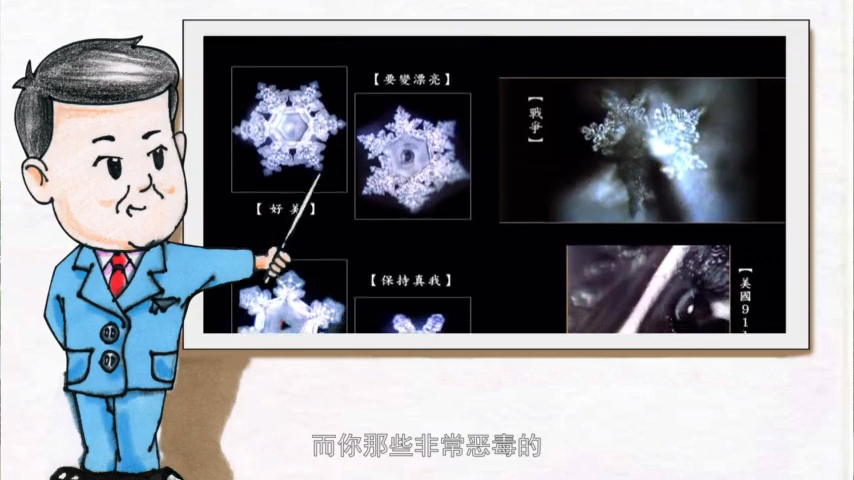 【要變漂亮】
【戰爭】
【好美】
【保持真我】
【美國911
而你那些非常恶毒的